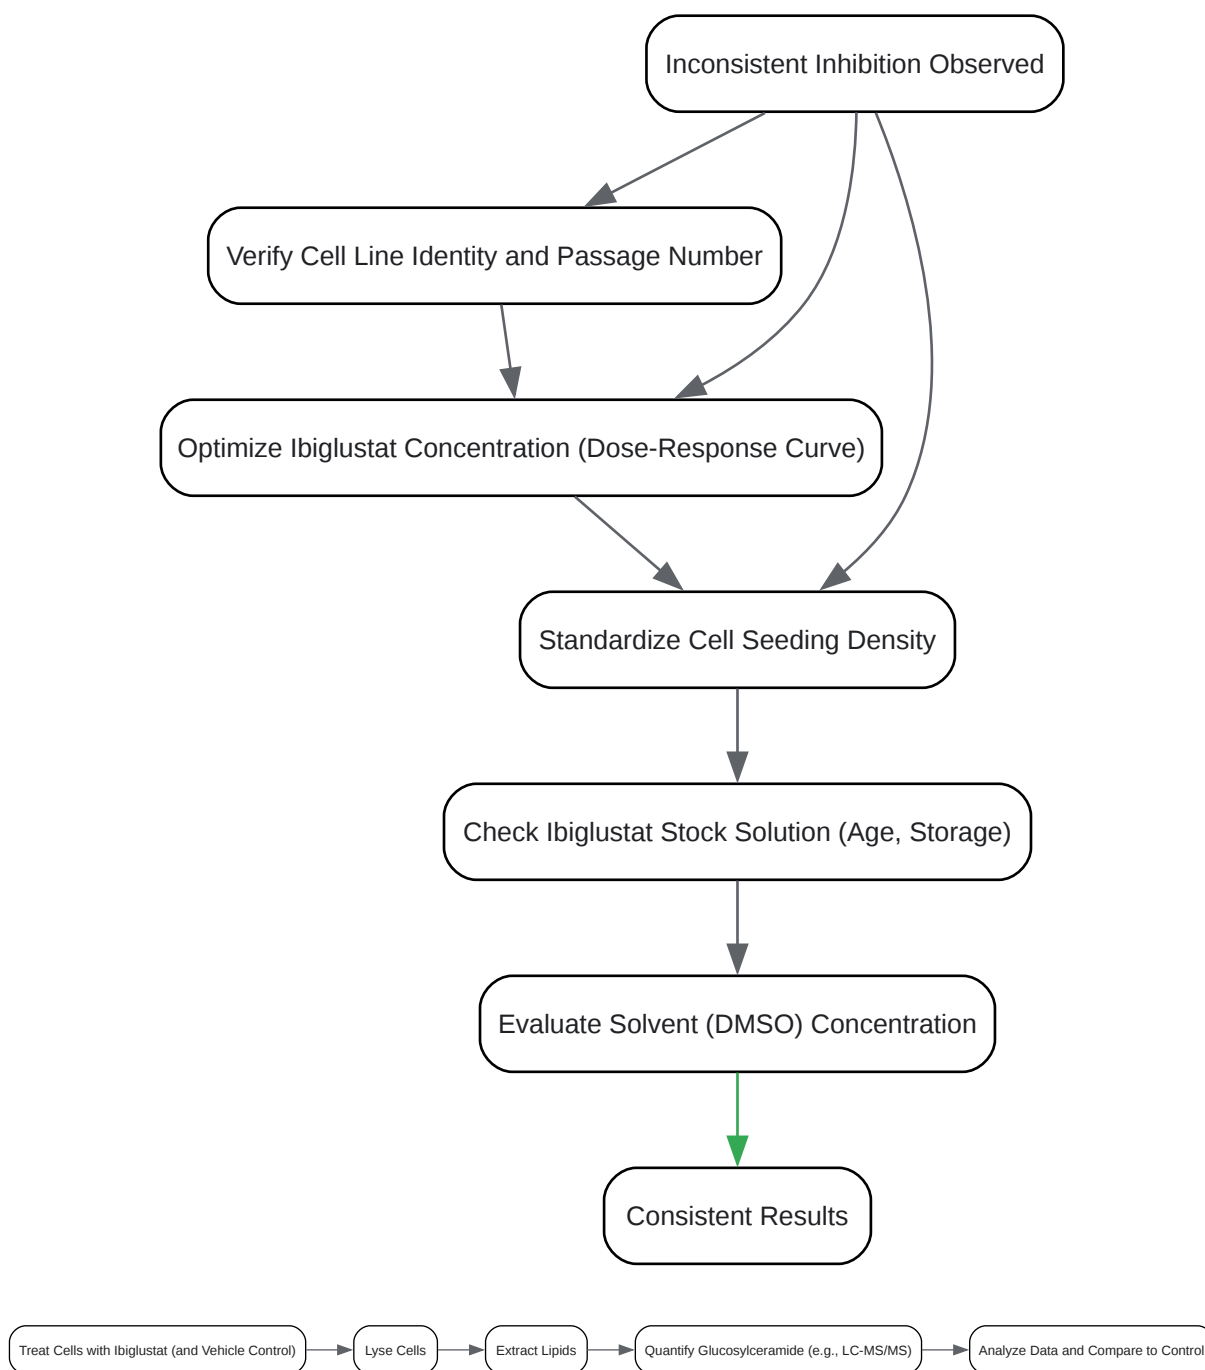 Inconsistent Inhibition Observed
Verify Cell Line Identity and Passage Number
Optimize Ibiglustat Concentration (Dose-Response Curve)
Standardize Cell Seeding Density
Check Ibiglustat Stock Solution (Age, Storage)
Evaluate Solvent (DMSO) Concentration
Consistent Results
Treat Cells with Ibiglustat (and Vehicle Control)
Lyse Cells
Extract Lipids
Quantify Glucosylceramide (e.g., LC-MS/MS)
Analyze Data and Compare to Control